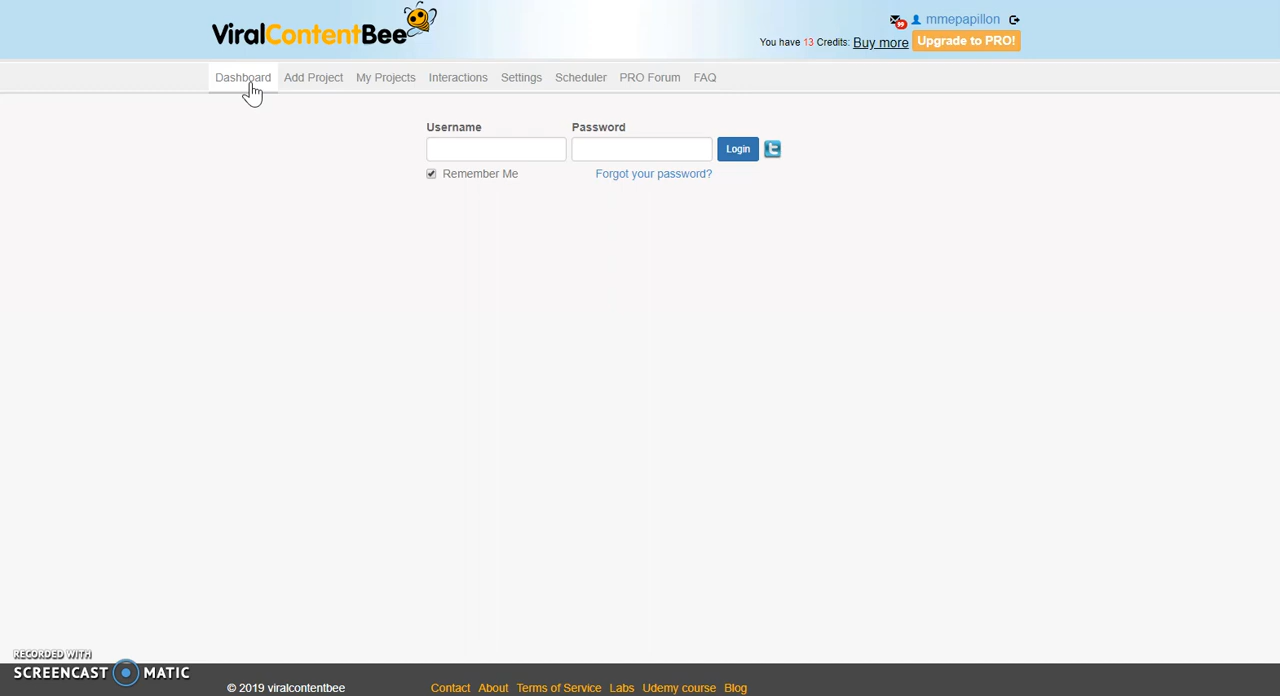 ViralContentBee
99
mmepapillon
You have 13 Credits: Buy more Upgrade to PRO!
Dashboard Add Project My Projects Interactions Settings Scheduler PRO Forum FAQ
Username Password
Login
Remember Me Forgot your password?
RECORDED WITH
SCREENCAST MATIC
© 2019 viralcontentbee Contact About Terms of Service Labs Udemy course Blog